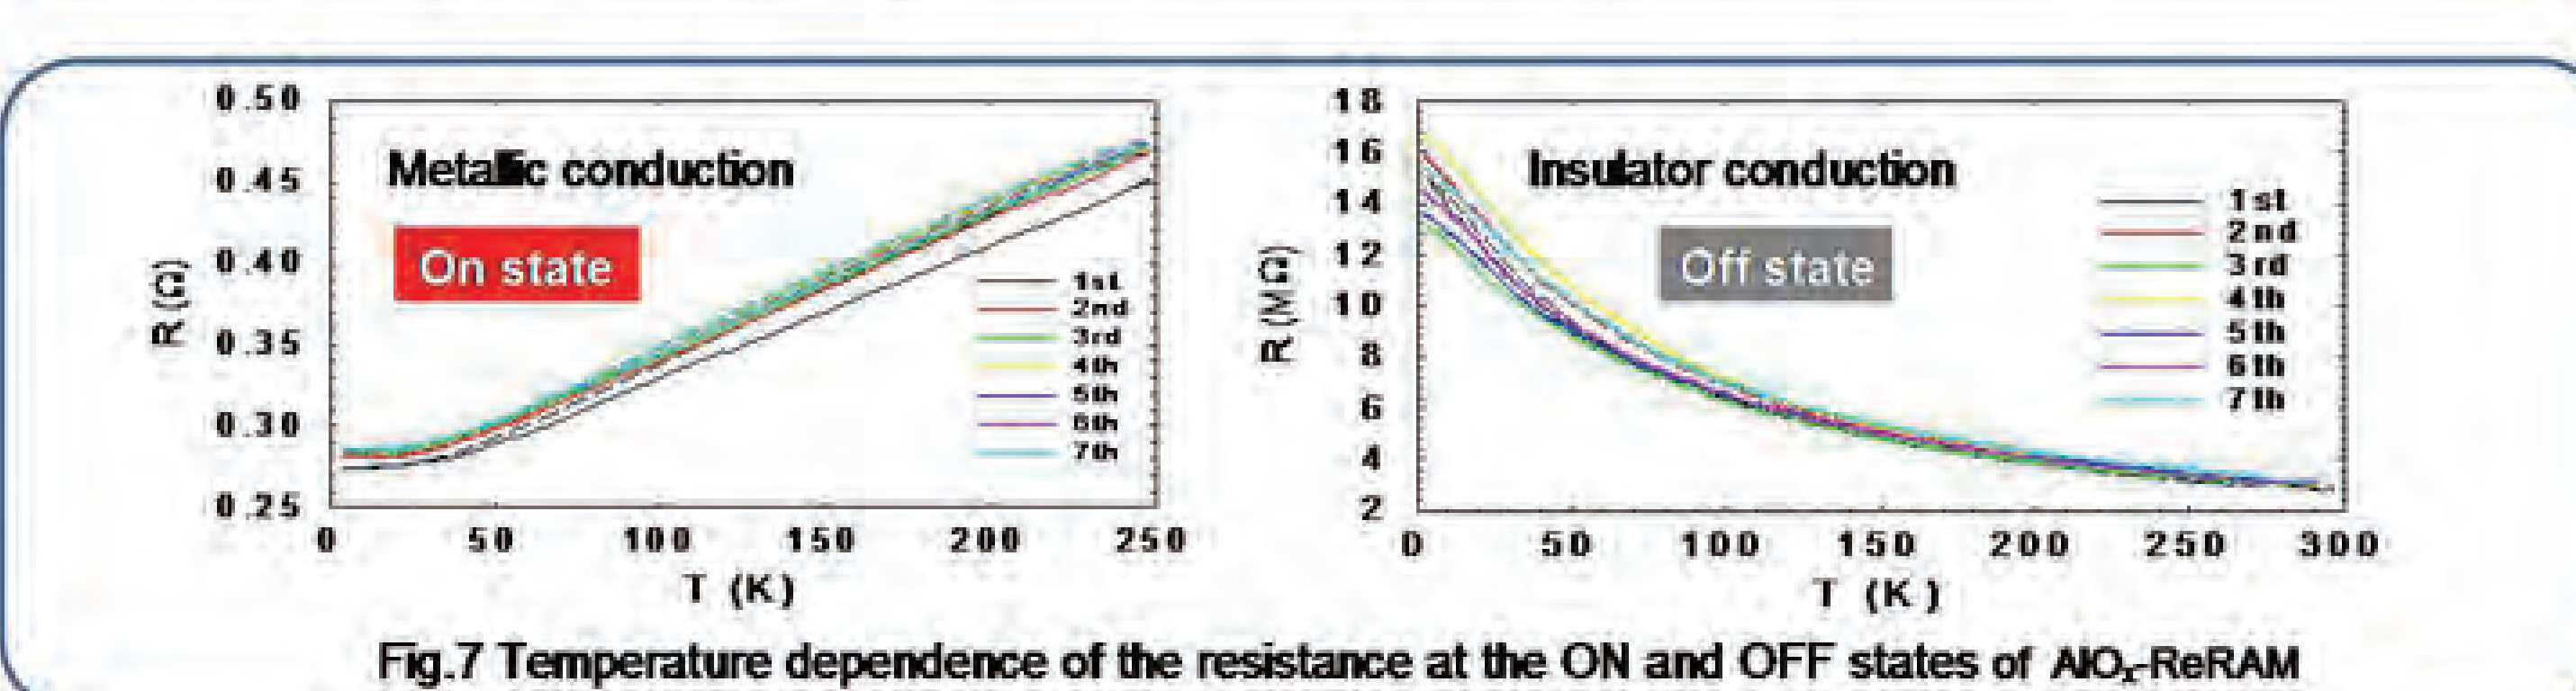 0.50
0.45
0.40
0.35
0.30
0.25
R (Ω)
Metallic conduction
On state
1st
2nd
3rd
4th
5th
6th
7th
0 50 100 150 200 250
T (K)
18
16
14
12
10
8
6
4
2
R (MΩ)
Insulator conduction
Off state
1st
2nd
3rd
4th
5th
6th
7th
0 50 100 150 200 250 300
T (K)
Fig.7 Temperature dependence of the resistance at the ON and OFF states of AlOₓ-ReRAM